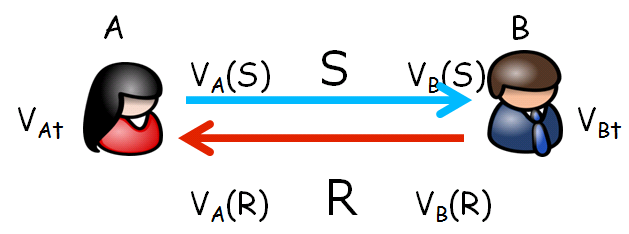 A B
V_A(S) S V_B(S)
V_At V_Bt
V_A(R) R V_B(R)